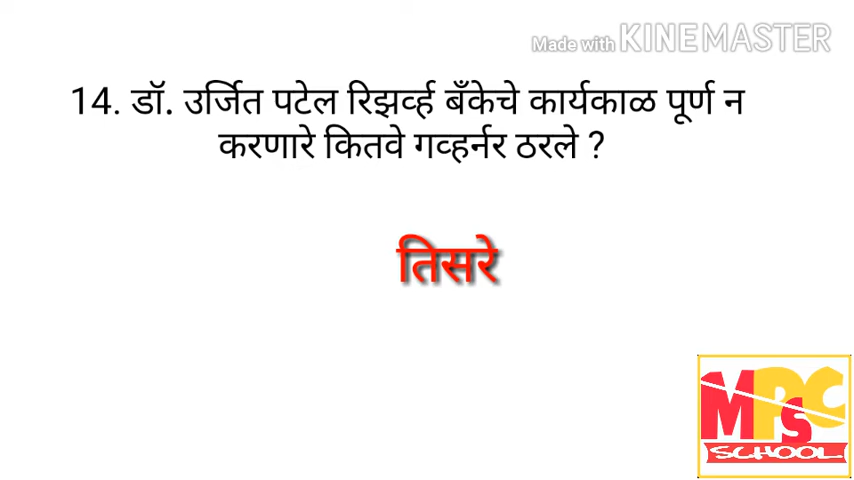 Made with KINEMASTER
14. डॉ. उर्जित पटेल रिझर्व्ह बँकेचे कार्यकाळ पूर्ण न
करणारे कितवे गव्हर्नर ठरले ?
तिसरे
MPSC
SCHOOL